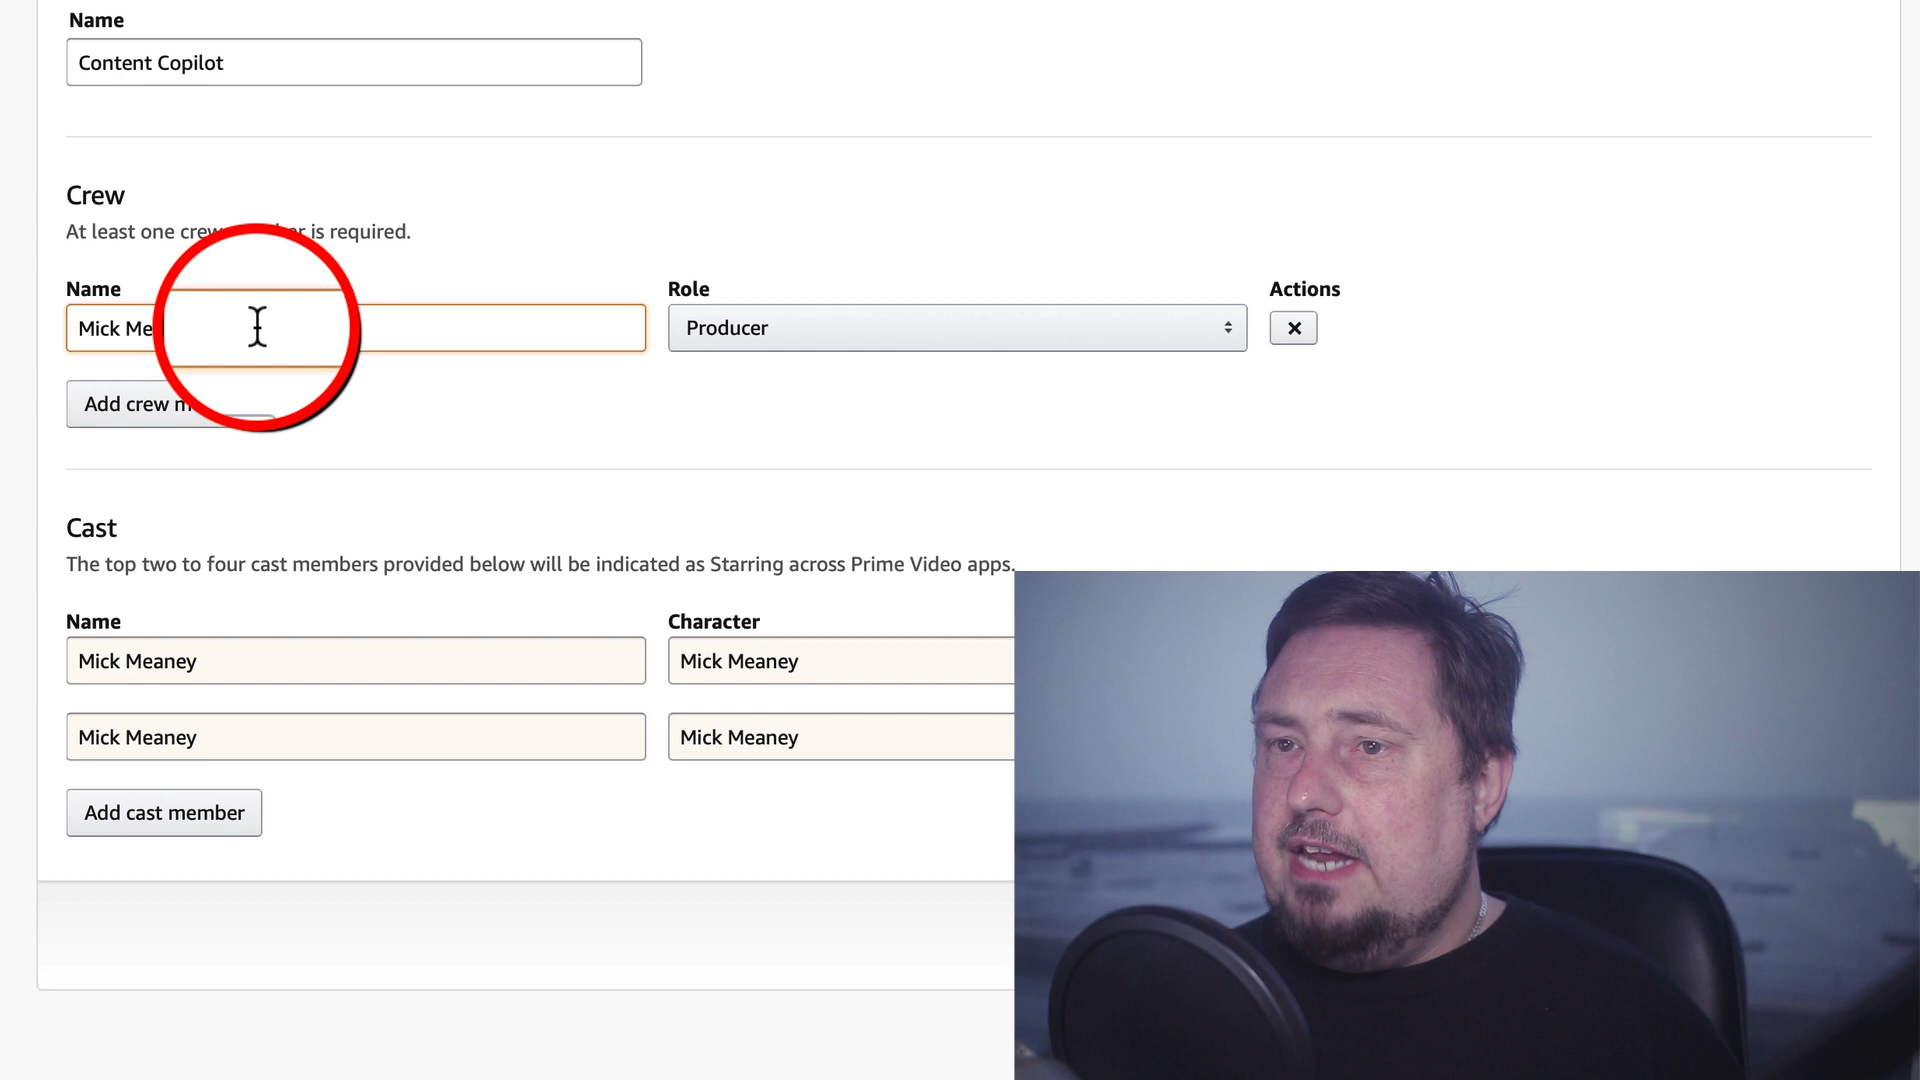 Name
Content Copilot
Crew
At least one crew is required.
Name Role Actions
Mick Me Producer
Add crew
Cast
The top two to four cast members provided below will be indicated as Starring across Prime Video apps.
Name Character
Mick Meaney Mick Meaney
Mick Meaney Mick Meaney
Add cast member